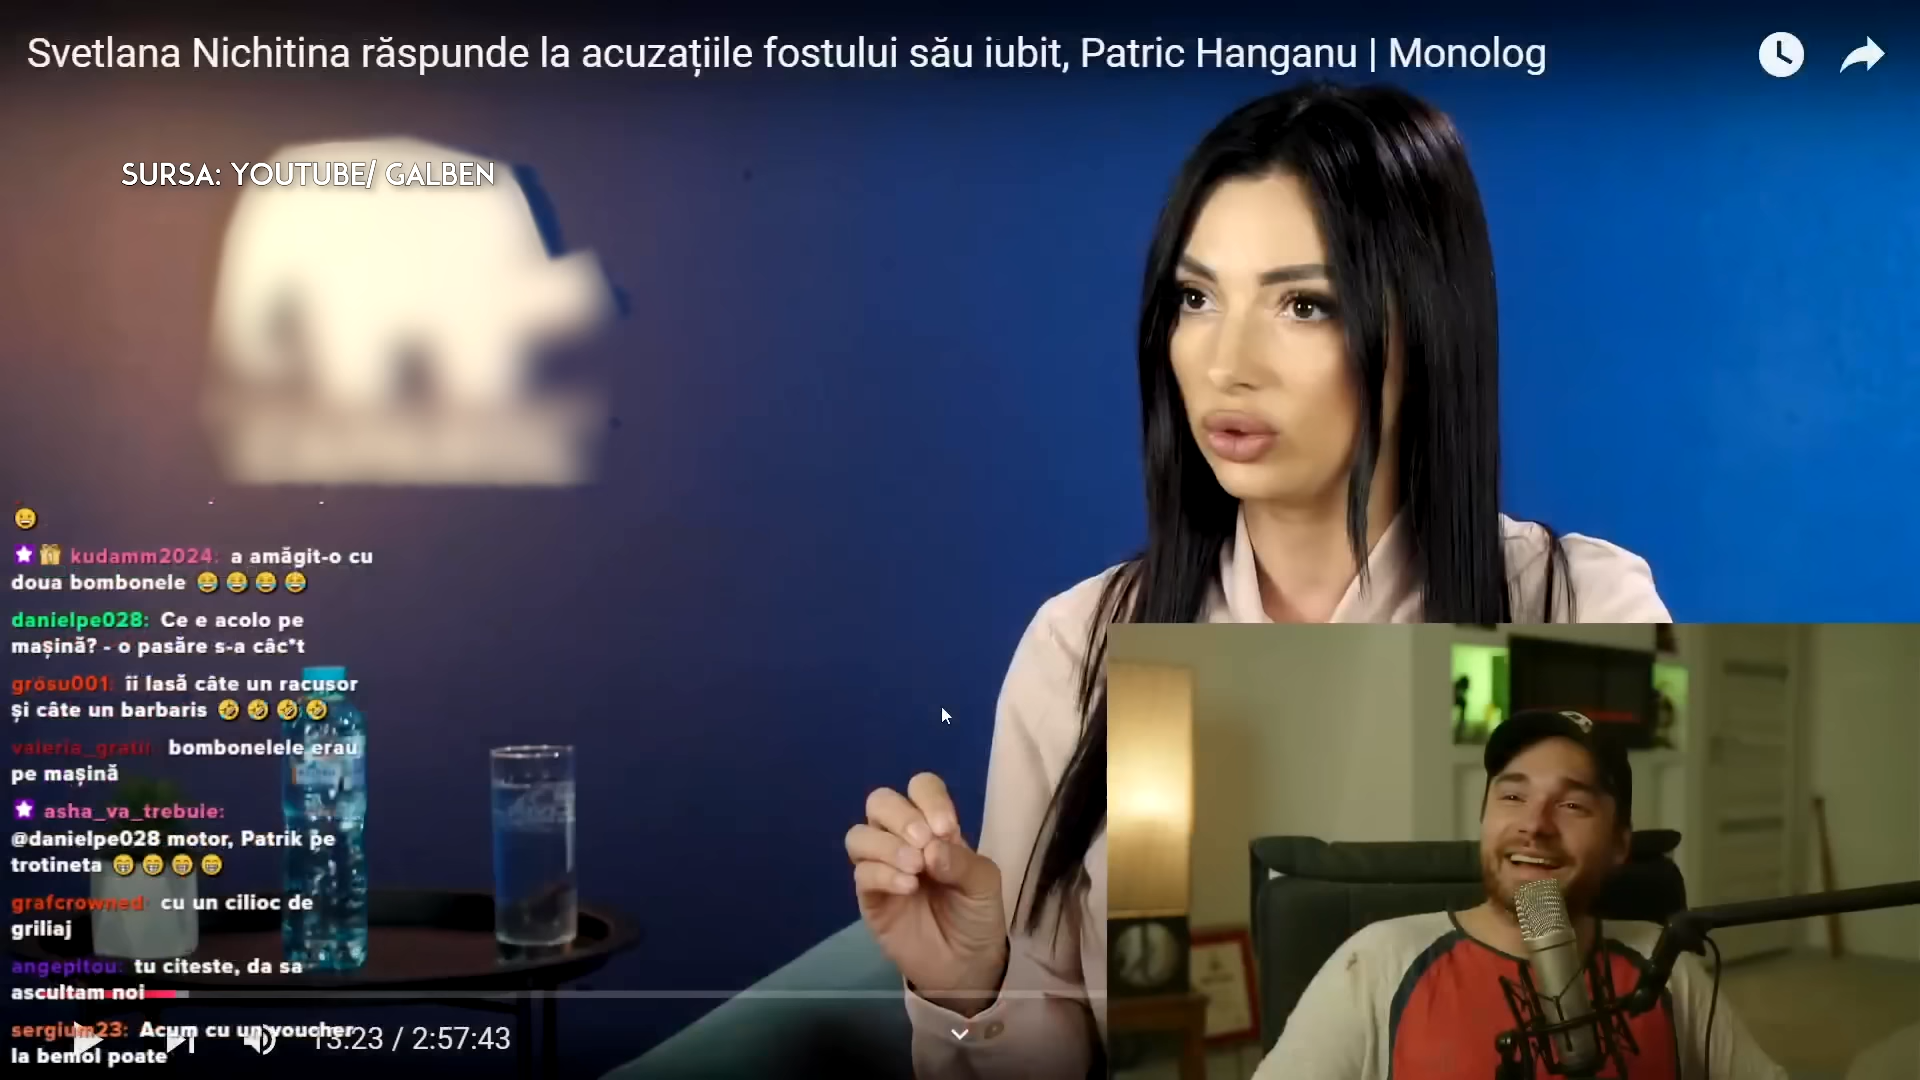 Svetlana Nichitina răspunde la acuzațiile fostului său iubit, Patric Hanganu | Monolog
SURSA: YOUTUBE/ GALBEN
kudamm2024: a amăgit-o cu
doua bombonele
danielpe028: Ce e acolo pe
mașină? - o pasăre s-a câc*t
grosu001: îi lasă câte un racușor
și câte un barbaris
valeria_gratii: bombonelele erau
pe mașină
asha_va_trebuie:
@danielpe028 motor, Patrik pe
trotineta
grafcrowned: cu un cilioc de
griliaj
angepitou: tu citeste, da sa
ascultam noi
sergium23: Acum cu un voucher
la bemol poate
13:23 / 2:57:43